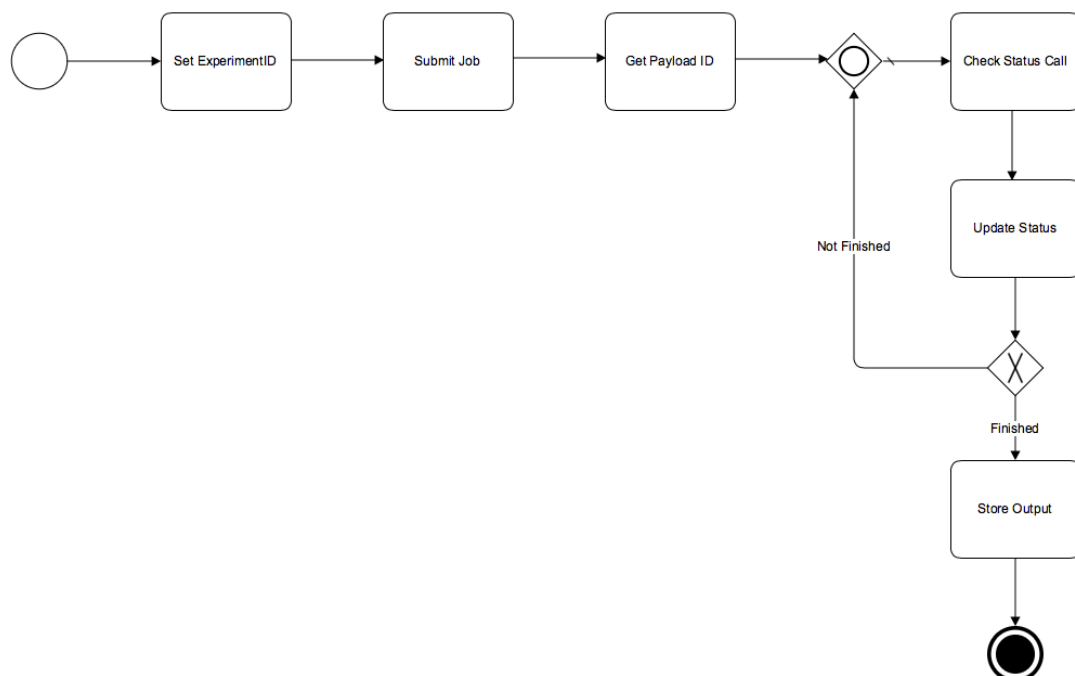 Set ExperimentID
Submit Job
Get Payload ID
Check Status Call
Update Status
Not Finished
X
Finished
Store Output